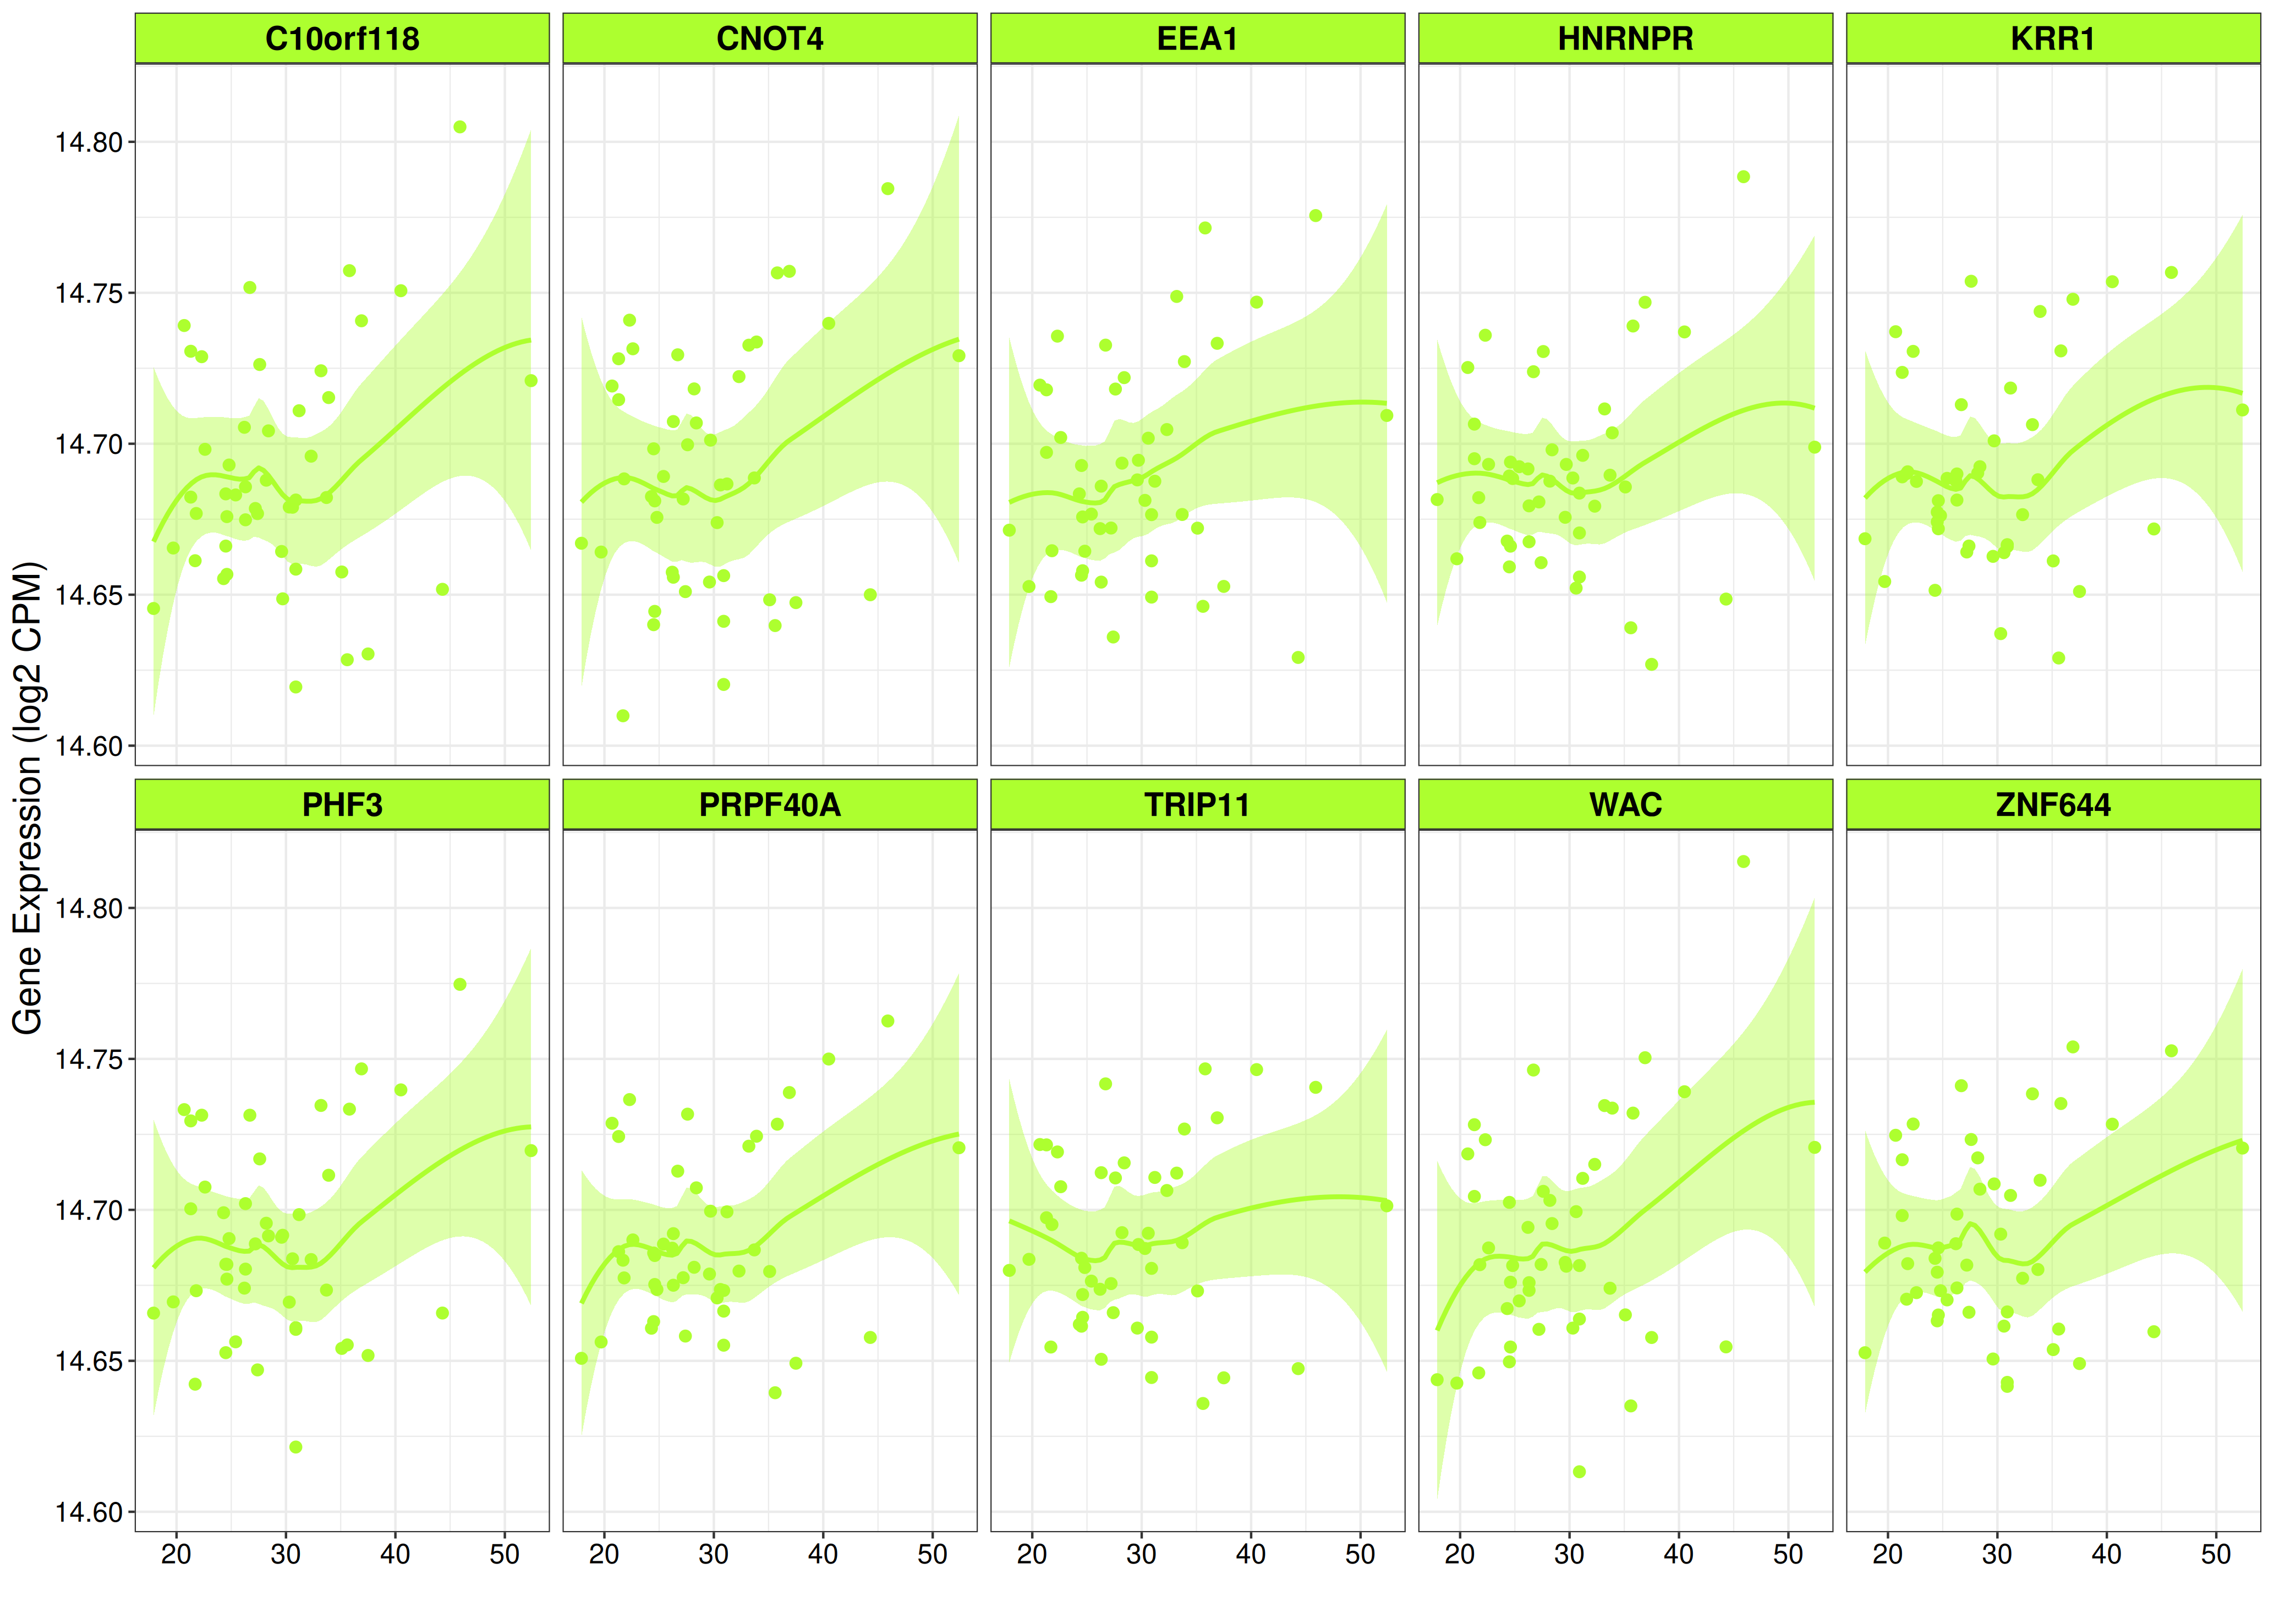 C10orf118 CNOT4 EEA1 HNRNPR KRR1
14.80
14.75
14.70
14.65
14.60
Gene Expression (log2 CPM)
PHF3 PRPF40A TRIP11 WAC ZNF644
14.80
14.75
14.70
14.65
14.60
20 30 40 50 20 30 40 50 20 30 40 50 20 30 40 50 20 30 40 50